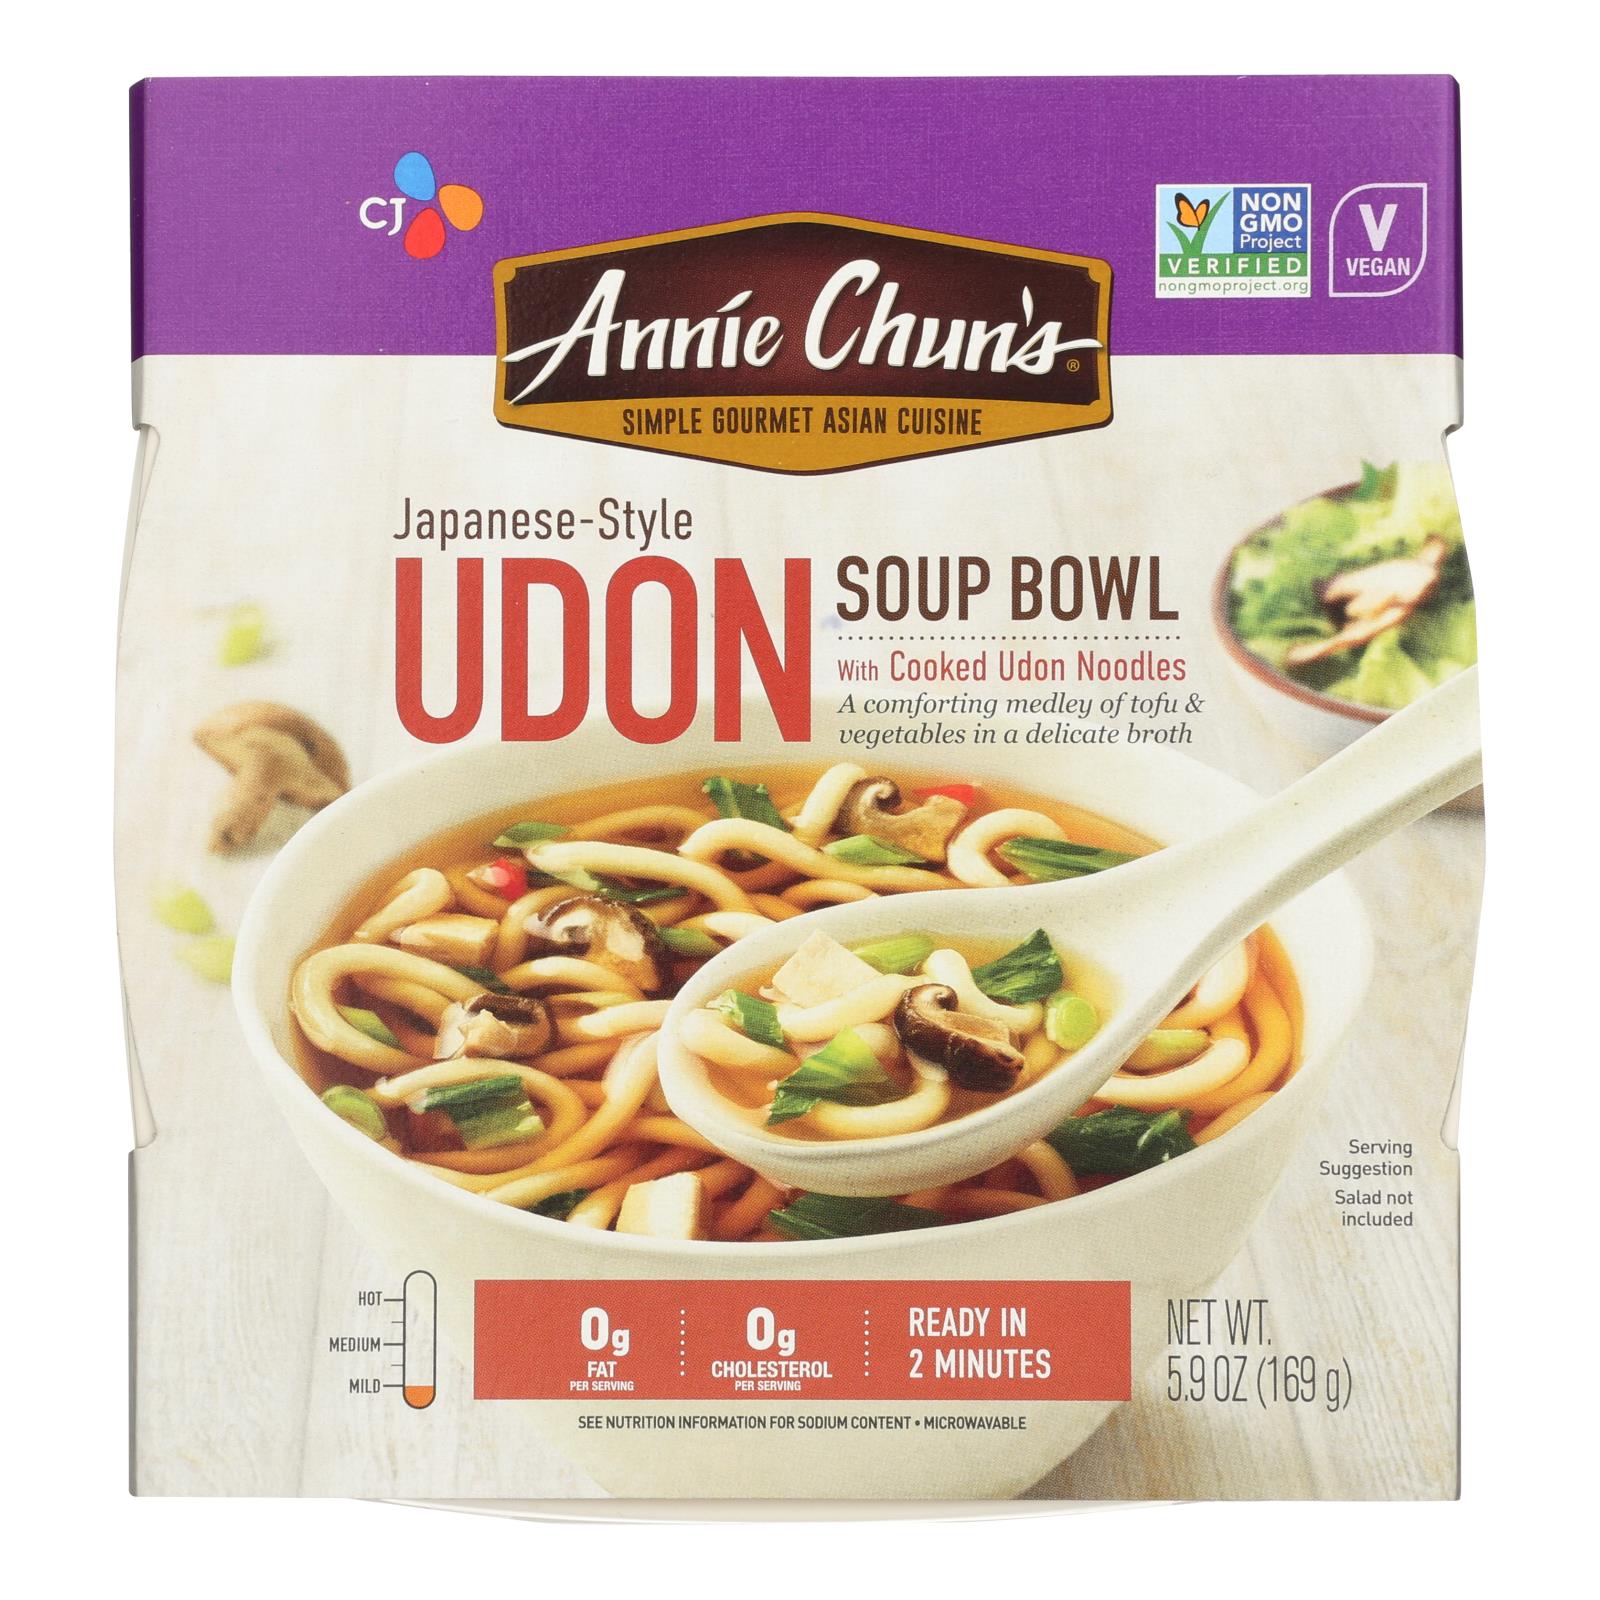 CJ
NON
GMO
Project
VERIFIED
nongmoproject.org
V
VEGAN
Annie Chun's®
SIMPLE GOURMET ASIAN CUISINE
Japanese-Style
UDON
SOUP BOWL
With Cooked Udon Noodles
A comforting medley of tofu &
vegetables in a delicate broth
Serving
Suggestion
Salad not
included
HOT
MEDIUM
MILD
0g
FAT
PER SERVING
0g
CHOLESTEROL
PER SERVING
READY IN
2 MINUTES
NET WT.
5.9 OZ (169 g)
SEE NUTRITION INFORMATION FOR SODIUM CONTENT • MICROWAVABLE